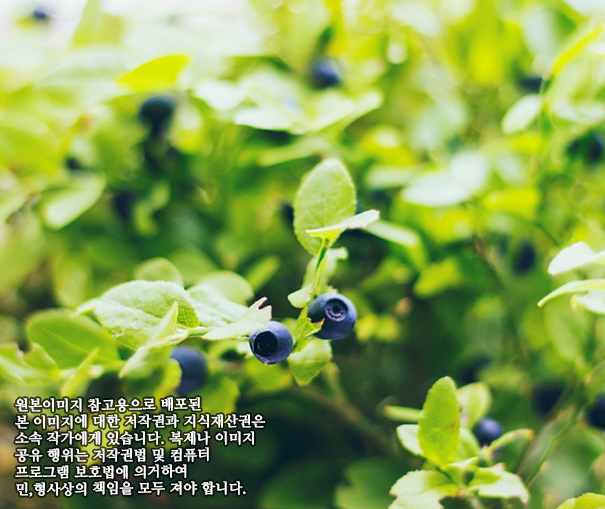 원본이미지 참고용으로 배포된
본 이미지에 대한 저작권과 지식재산권은
소속 작가에게 있습니다. 복제나 이미지
공유 행위는 저작권법 및 컴퓨터
프로그램 보호법에 의거하여
민,형사상의 책임을 모두 져야 합니다.